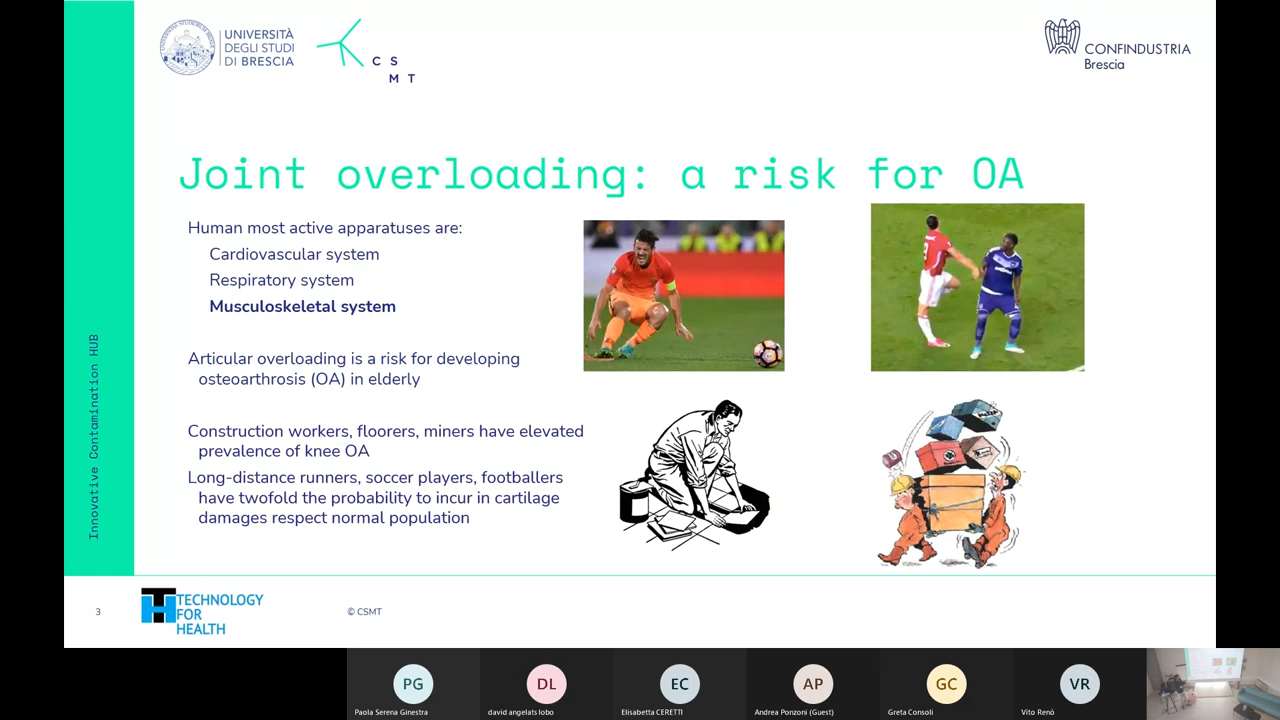 UNIVERSITÀ
DEGLI STUDI
DI BRESCIA
C S
M T
CONFINDUSTRIA
Brescia
Joint overloading: a risk for OA
Human most active apparatuses are:
Cardiovascular system
Respiratory system
Musculoskeletal system
Articular overloading is a risk for developing
osteoarthrosis (OA) in elderly
Construction workers, floorers, miners have elevated
prevalence of knee OA
Long-distance runners, soccer players, footballers
have twofold the probability to incur in cartilage
damages respect normal population
Innovative Contamination HUB
3
TECHNOLOGY
FOR
HEALTH
© CSMT
PG
DL
EC
AP
GC
VR
Paola Serena Ginestra
david angelats lobo
Elisabetta CERETTI
Andrea Ponzoni (Guest)
Greta Consoli
Vito Renò